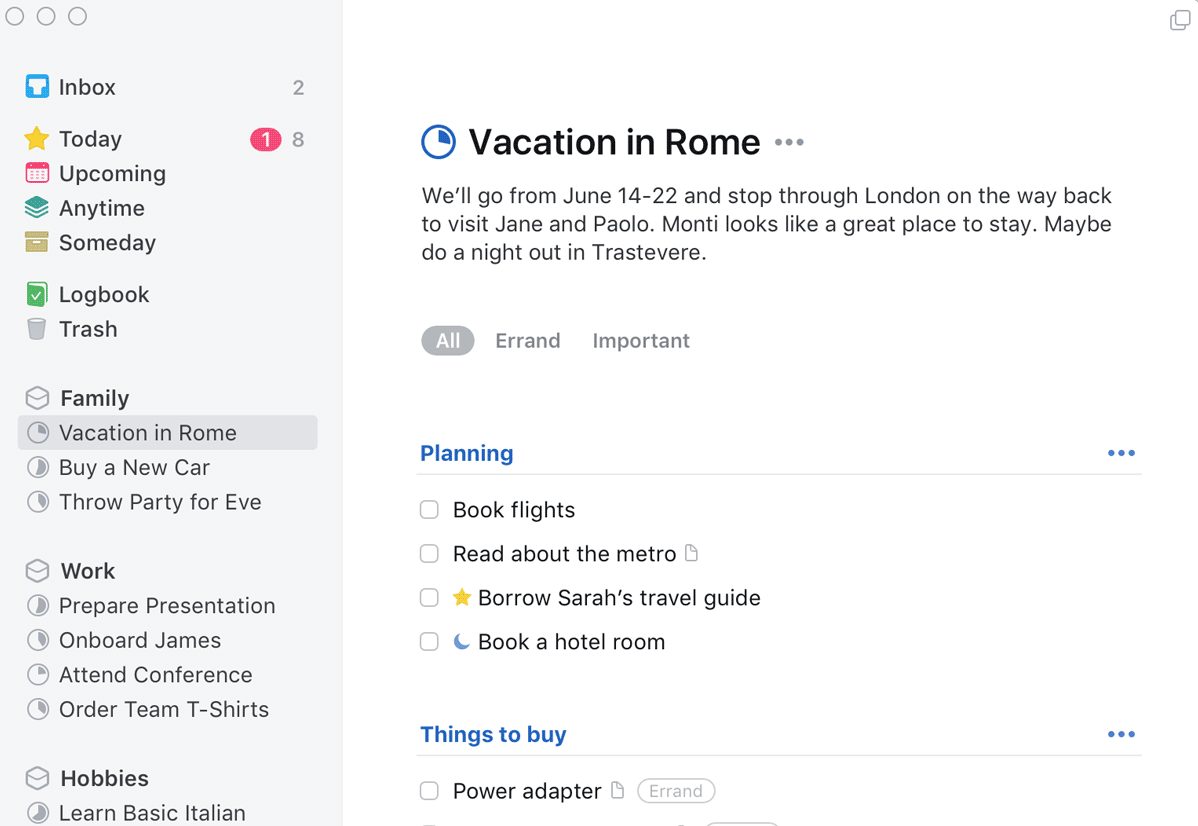 Inbox 2
Today 1 8
Upcoming
Anytime
Someday
Logbook
Trash
Family
Vacation in Rome
Buy a New Car
Throw Party for Eve
Work
Prepare Presentation
Onboard James
Attend Conference
Order Team T-Shirts
Hobbies
Learn Basic Italian
Vacation in Rome
We’ll go from June 14-22 and stop through London on the way back
to visit Jane and Paolo. Monti looks like a great place to stay. Maybe
do a night out in Trastevere.
All Errand Important
Planning
Book flights
Read about the metro
Borrow Sarah’s travel guide
Book a hotel room
Things to buy
Power adapter Errand